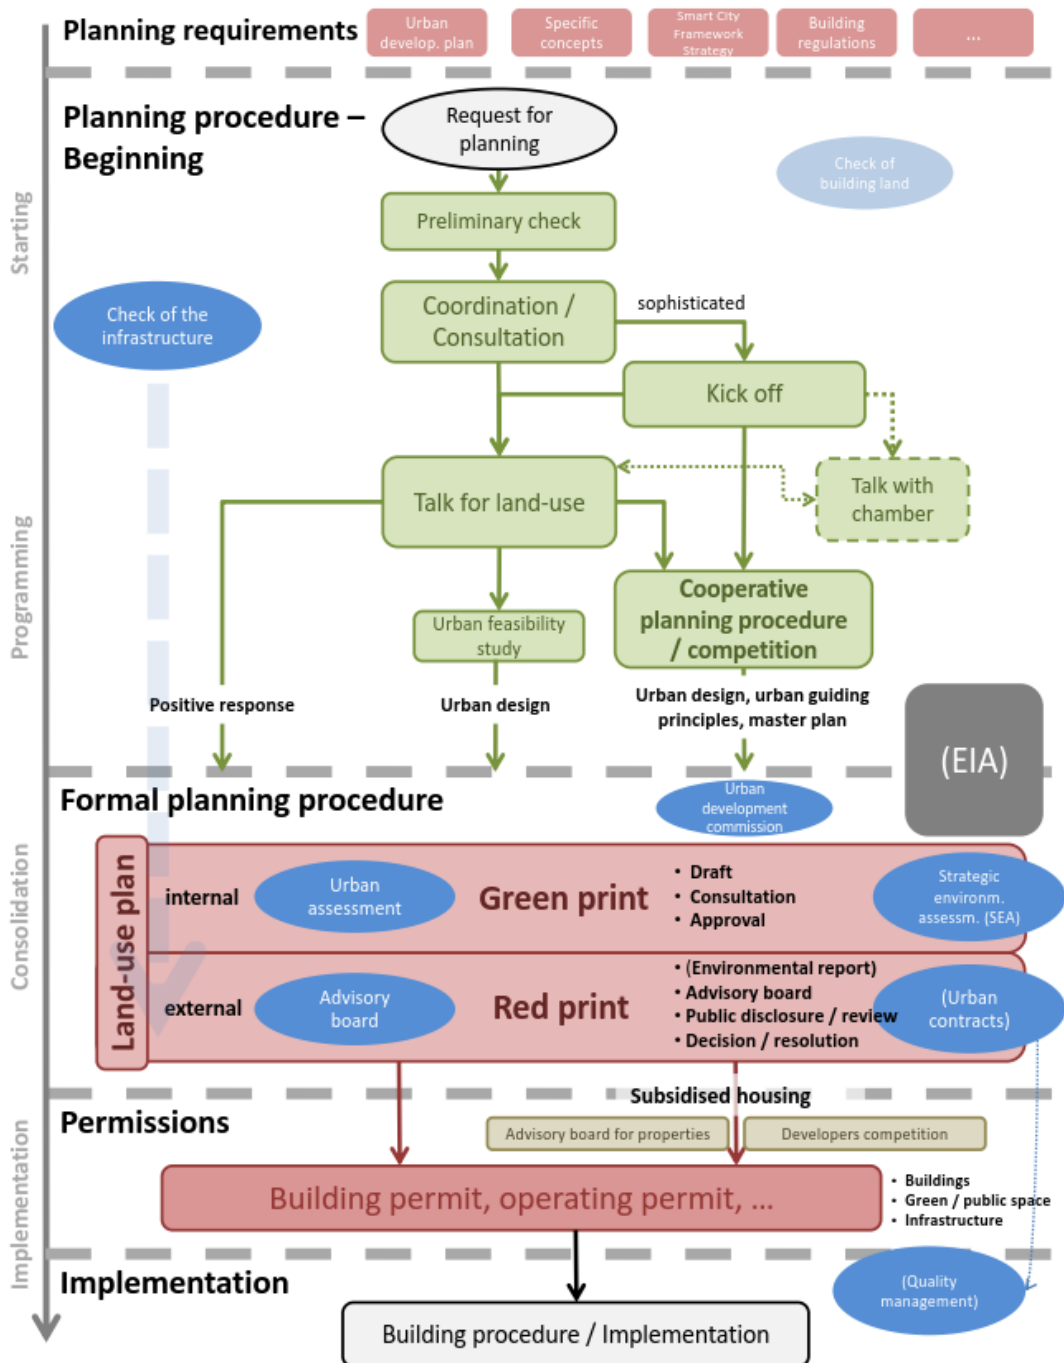 Planning requirements
Urban
develop. plan
Specific
concepts
Smart City
Framework
Strategy
Building
regulations
...
Planning procedure –
Beginning
Request for
planning
Check of
building land
Starting
Preliminary check
Coordination /
Consultation
sophisticated
Check of the
infrastructure
Kick off
Talk for land-use
Talk with
chamber
Programming
Cooperative
planning procedure
/ competition
Urban feasibility
study
Positive response
Urban design
Urban design, urban guiding
principles, master plan
(EIA)
Formal planning procedure
Urban
development
commission
Consolidation
Land-use plan
internal
Urban
assessment
Green print
• Draft
• Consultation
• Approval
Strategic
environm.
assessm. (SEA)
external
Advisory
board
Red print
• (Environmental report)
• Advisory board
• Public disclosure / review
• Decision / resolution
(Urban
contracts)
Subsidised housing
Permissions
Advisory board for properties
Developers competition
Implementation
Building permit, operating permit, ...
• Buildings
• Green / public space
• Infrastructure
Implementation
(Quality
management)
Building procedure / Implementation